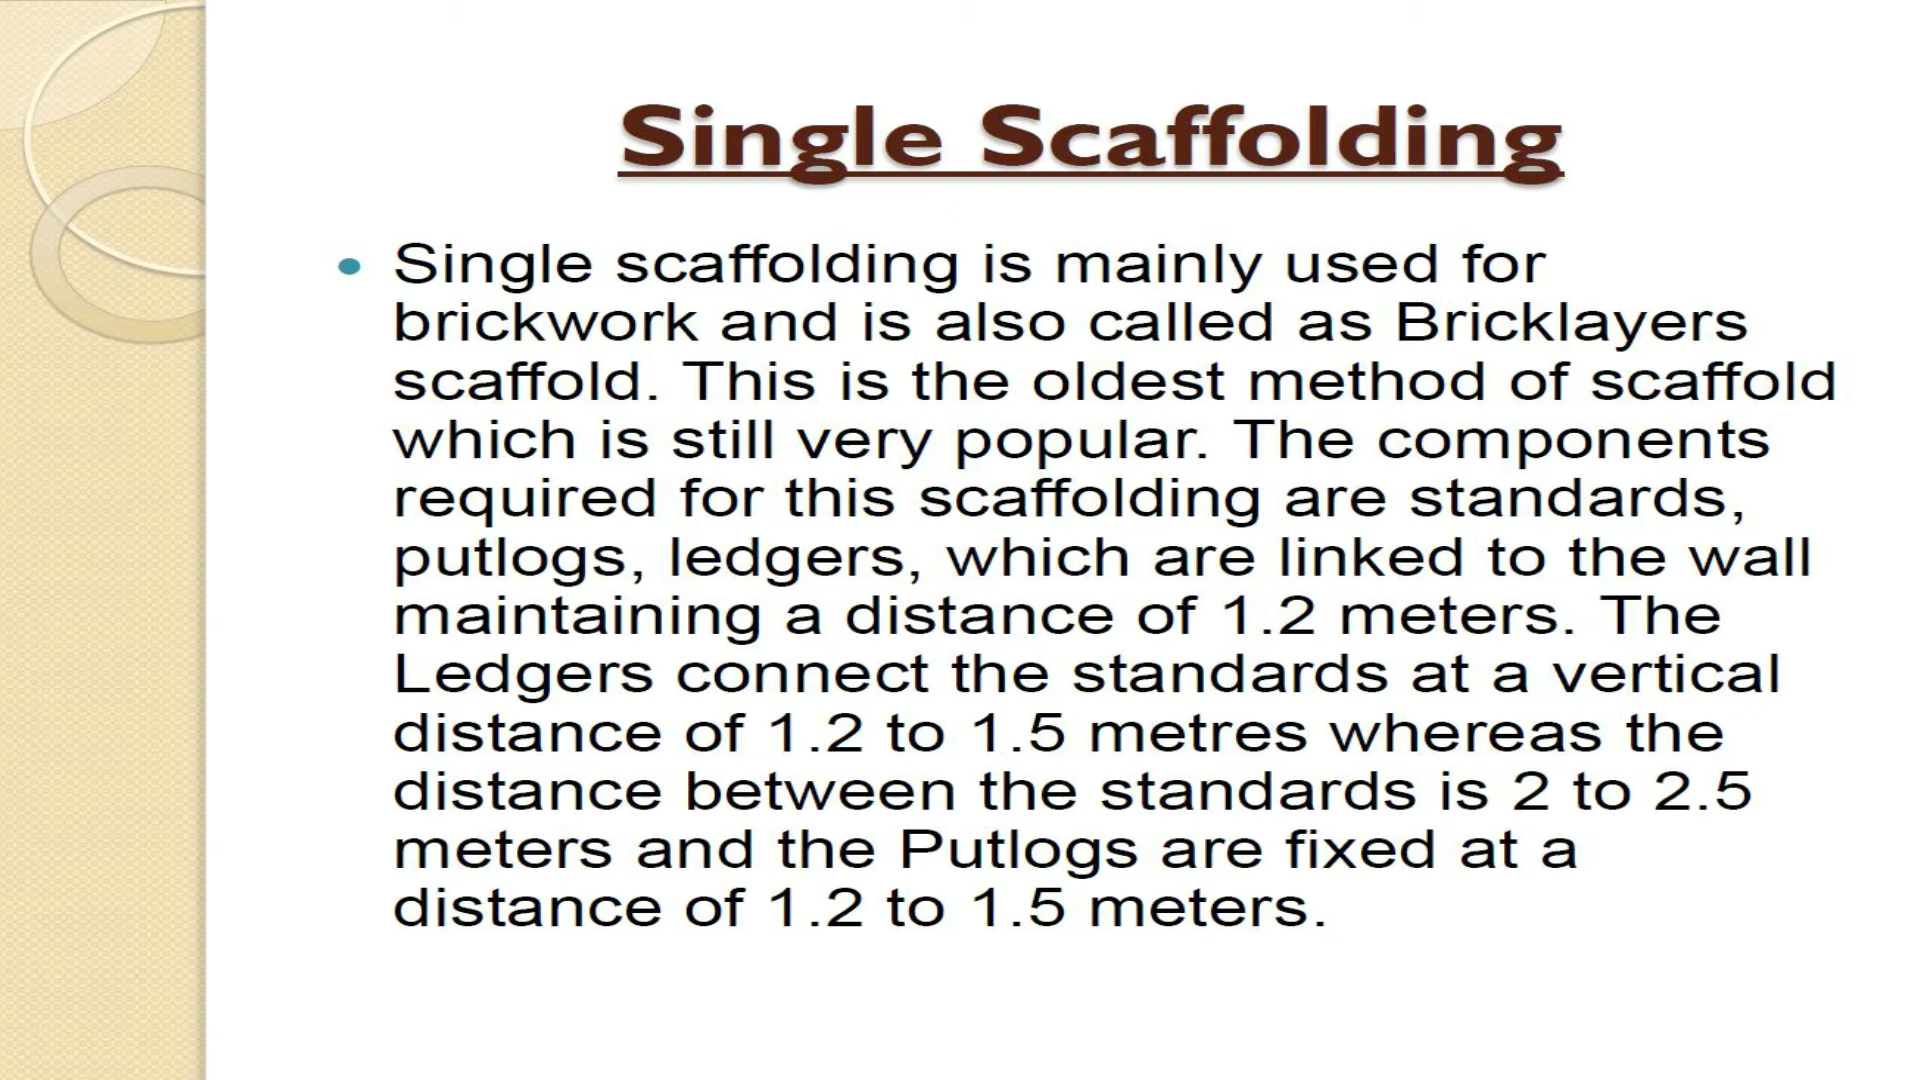 Single Scaffolding
• Single scaffolding is mainly used for
brickwork and is also called as Bricklayers
scaffold. This is the oldest method of scaffold
which is still very popular. The components
required for this scaffolding are standards,
putlogs, ledgers, which are linked to the wall
maintaining a distance of 1.2 meters. The
Ledgers connect the standards at a vertical
distance of 1.2 to 1.5 metres whereas the
distance between the standards is 2 to 2.5
meters and the Putlogs are fixed at a
distance of 1.2 to 1.5 meters.